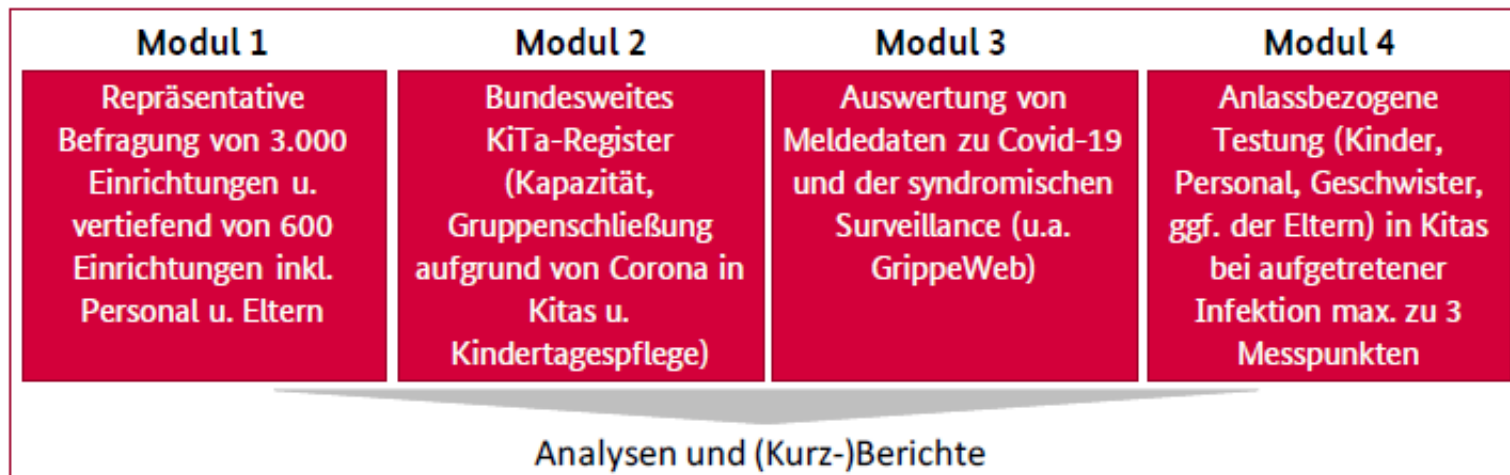 Modul 1
Repräsentative
Befragung von 3.000
Einrichtungen u.
vertiefend von 600
Einrichtungen inkl.
Personal u. Eltern
Modul 2
Bundesweites
KiTa-Register
(Kapazität,
Gruppenschließung
aufgrund von Corona in
Kitas u.
Kindertagespflege)
Modul 3
Auswertung von
Meldedaten zu Covid-19
und der syndromischen
Surveillance (u.a.
GrippeWeb)
Modul 4
Anlassbezogene
Testung (Kinder,
Personal, Geschwister,
ggf. der Eltern) in Kitas
bei aufgetretener
Infektion max. zu 3
Messpunkten
Analysen und (Kurz-)Berichte